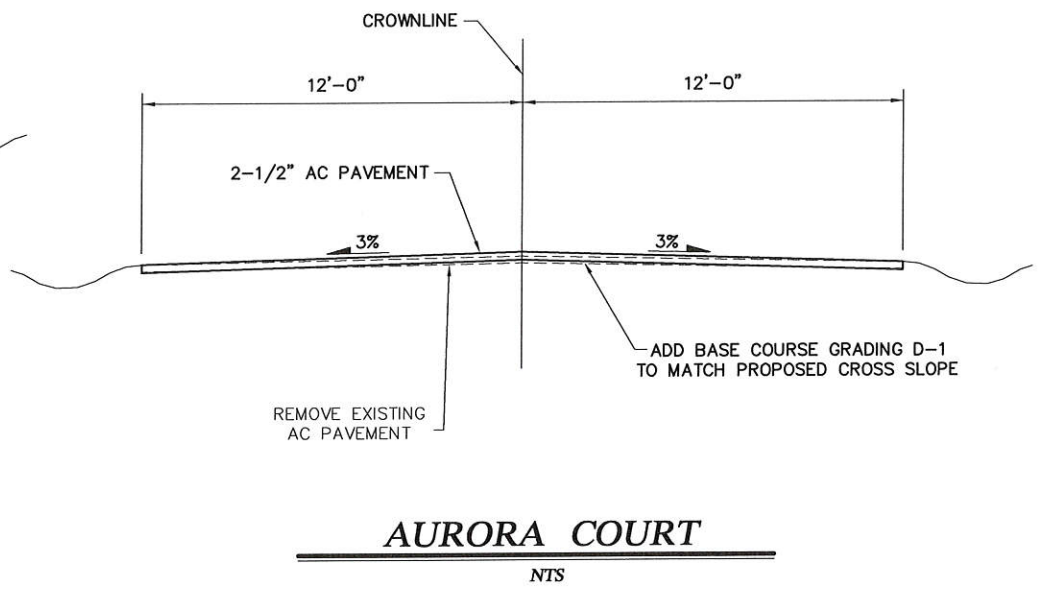 CROWNLINE
12'-0"
12'-0"
2-1/2" AC PAVEMENT
3%
3%
ADD BASE COURSE GRADING D-1
TO MATCH PROPOSED CROSS SLOPE
REMOVE EXISTING
AC PAVEMENT
AURORA COURT
NTS